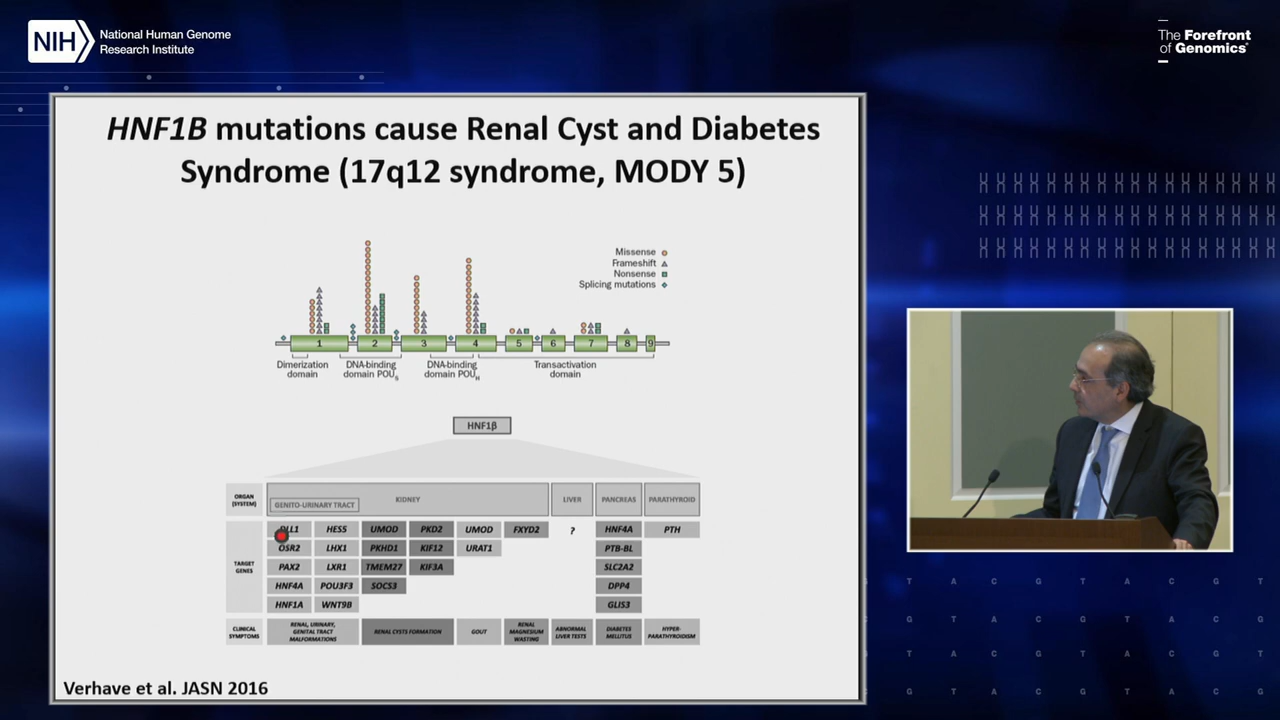 NIH
National Human Genome
Research Institute
The Forefront
of Genomics®
HNF1B mutations cause Renal Cyst and Diabetes
Syndrome (17q12 syndrome, MODY 5)
Missense
Frameshift
Nonsense
Splicing mutations
1 2 3 4 5 6 7 8 9
Dimerization
domain
DNA-binding
domain POUS
DNA-binding
domain POUH
Transactivation
domain
HNF1β
ORGAN
(SYSTEM)
GENITO-URINARY TRACT
KIDNEY
LIVER
PANCREAS
PARATHYROID
TARGET
GENES
DLL1 HES5 UMOD PKD2 UMOD FXYD2 ? HNF4A PTH
OSR2 LHX1 PKHD1 KIF12 URAT1 PTB-BL
PAX2 LXR1 TMEM27 KIF3A SLC2A2
HNF4A POU3F3 SOCS3 DPP4
HNF1A WNT9B GLIS3
CLINICAL
SYMPTOMS
RENAL, URINARY,
GENITAL TRACT
MALFORMATIONS
RENAL CYSTS FORMATION
GOUT
RENAL
MAGNESIUM
WASTING
ABNORMAL
LIVER TESTS
DIABETES
MELLITUS
HYPER-
PARATHYROIDISM
Verhave et al. JASN 2016
T A C G T A C G T
A C G T A C G
T A C G T A C G T
G T A C G T A C G